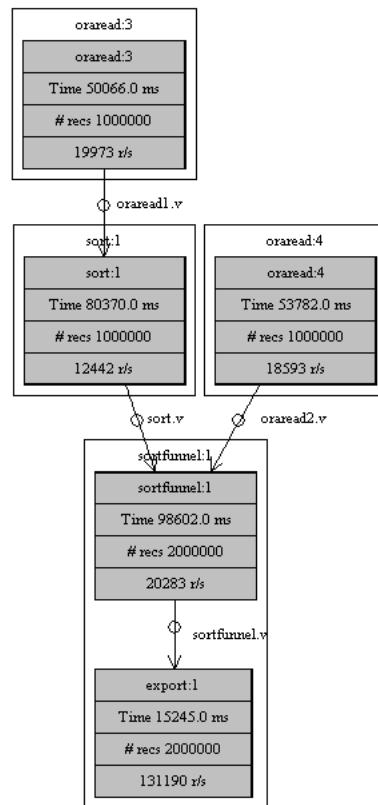 oraread:3
oraread:3
Time 50066.0 ms
# recs 1000000
19973 r/s
oraread1.v
sort:1
sort:1
Time 80370.0 ms
# recs 1000000
12442 r/s
oraread:4
oraread:4
Time 53782.0 ms
# recs 1000000
18593 r/s
sort.v
oraread2.v
sortfunnel:1
sortfunnel:1
Time 98602.0 ms
# recs 2000000
20283 r/s
sortfunnel.v
export:1
Time 15245.0 ms
# recs 2000000
131190 r/s